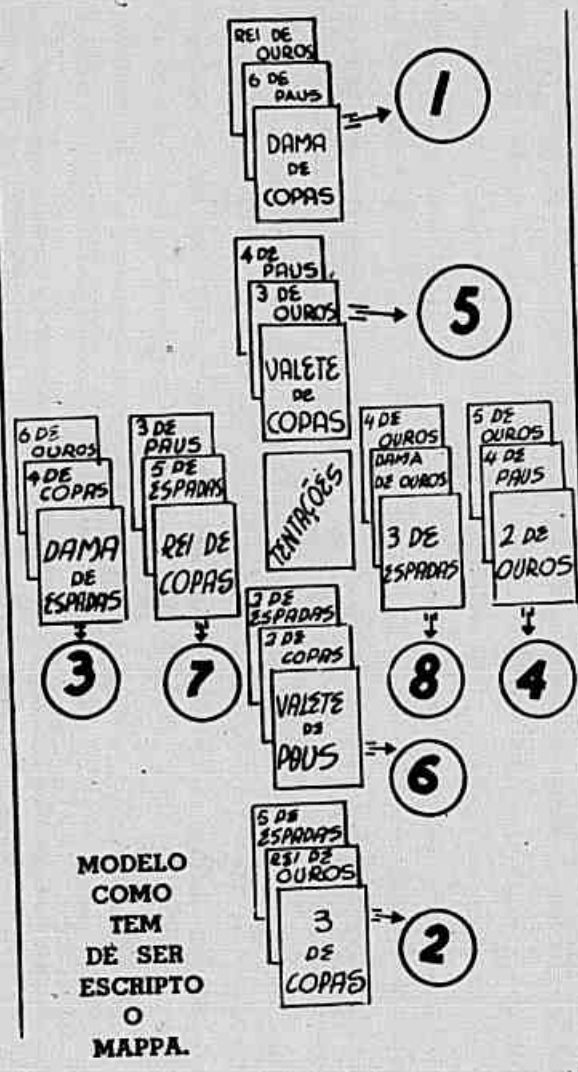 REI DE
OUROS
6 DE
PAUS
DAMA
DE
COPAS
1
4 DE
PAUS
3 DE
OUROS
VALETE
DE
COPAS
5
6 DE
OUROS
4 DE
COPAS
DAMA
DE
ESPADAS
3
3 DE
PAUS
5 DE
ESPADAS
REI DE
COPAS
7
TENTAÇÕES
4 DE
OUROS
DAMA
DE OUROS
3 DE
ESPADAS
8
5 DE
OUROS
4 DE
PAUS
2 DE
OUROS
4
2 DE
ESPADAS
2 DE
COPAS
VALETE
DE
PAUS
6
5 DE
ESPADAS
REI DE
OUROS
3
DE
COPAS
2
MODELO
COMO
TEM
DE SER
ESCRIPTO
O
MAPPA.